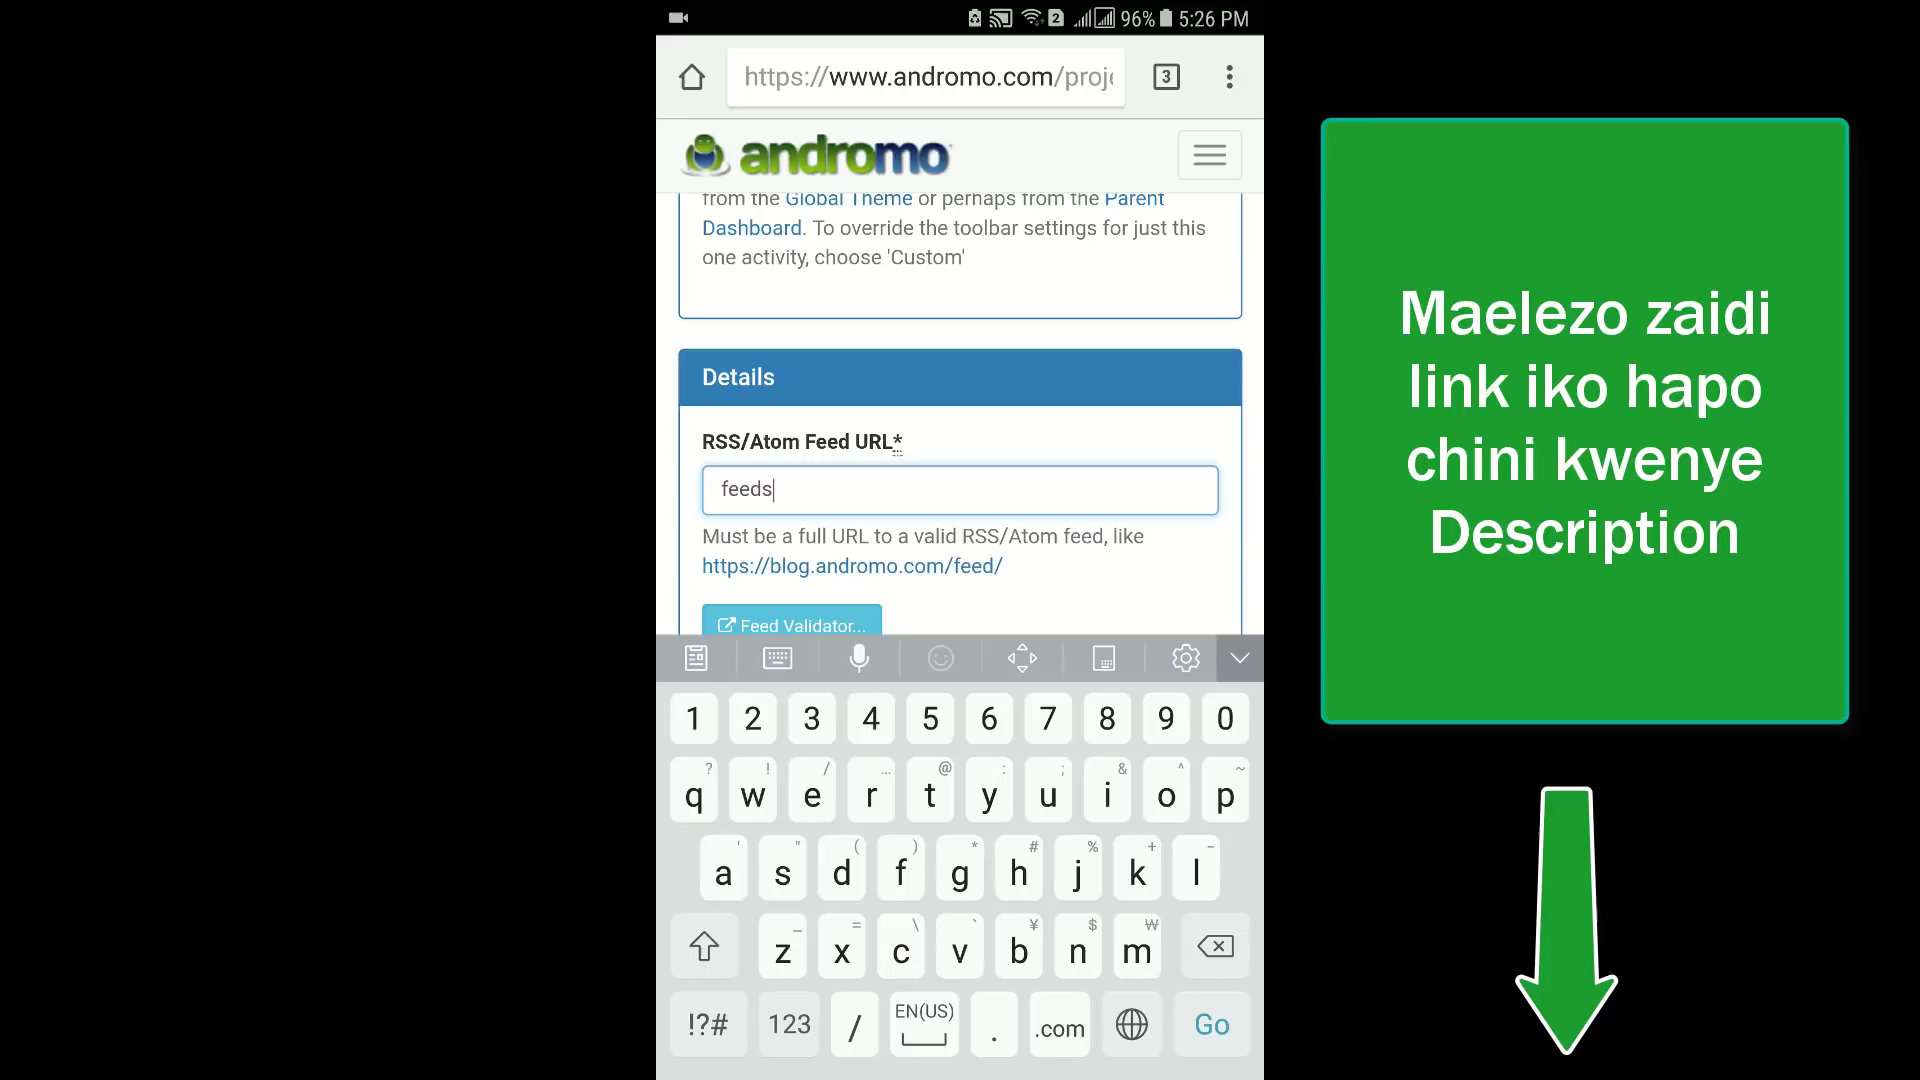 2 96% 5:26 PM
https://www.andromo.com/proje
3
andromo
from the Global Theme or perhaps from the Parent
Dashboard. To override the toolbar settings for just this
one activity, choose 'Custom'
Details
RSS/Atom Feed URL*
feeds
Must be a full URL to a valid RSS/Atom feed, like
https://blog.andromo.com/feed/
Feed Validator...
1 2 3 4 5 6 7 8 9 0
? ! / ... @ : ; & ^ ~
q w e r t y u i o p
' " ( ) * # % + -
a s d f g h j k l
_ = \ ` ¥ $ ₩
z x c v b n m
!?# 123 / EN(US) . .com Go
Maelezo zaidi
link iko hapo
chini kwenye
Description